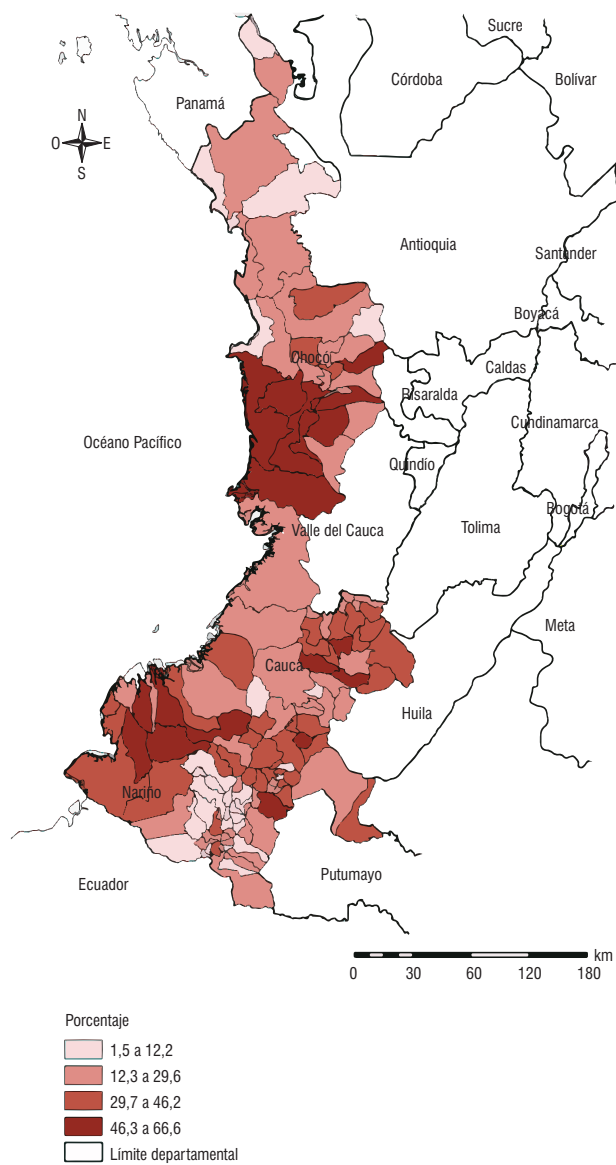 Sucre
Córdoba
Bolívar
Panamá
N
O
E
S
Antioquia
Santander
Boyacá
Chocó
Caldas
Risaralda
Cundinamarca
Océano Pacífico
Quindío
Bogotá
Valle del Cauca
Tolima
Meta
Cauca
Huila
Nariño
Ecuador
Putumayo
km
0 30 60 120 180
Porcentaje
1,5 a 12,2
12,3 a 29,6
29,7 a 46,2
46,3 a 66,6
Límite departamental